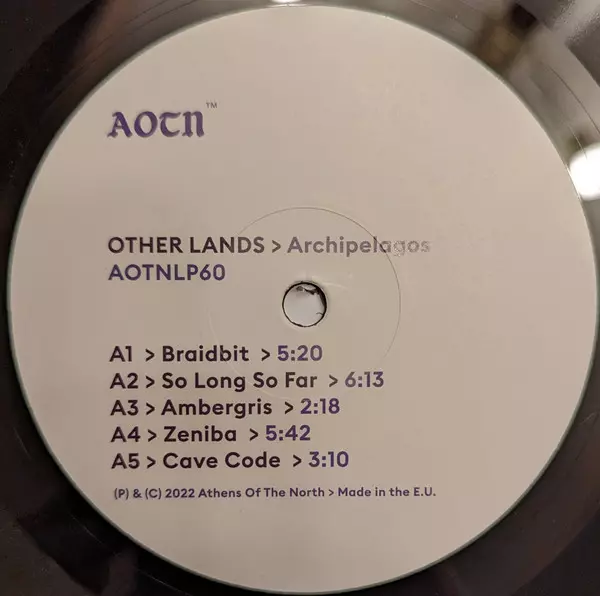 AOTN™
OTHER LANDS > Archipelagos
AOTNLP60
A1 > Braidbit > 5:20
A2 > So Long So Far > 6:13
A3 > Ambergris > 2:18
A4 > Zeniba > 5:42
A5 > Cave Code > 3:10
(P) & (C) 2022 Athens Of The North > Made in the E.U.